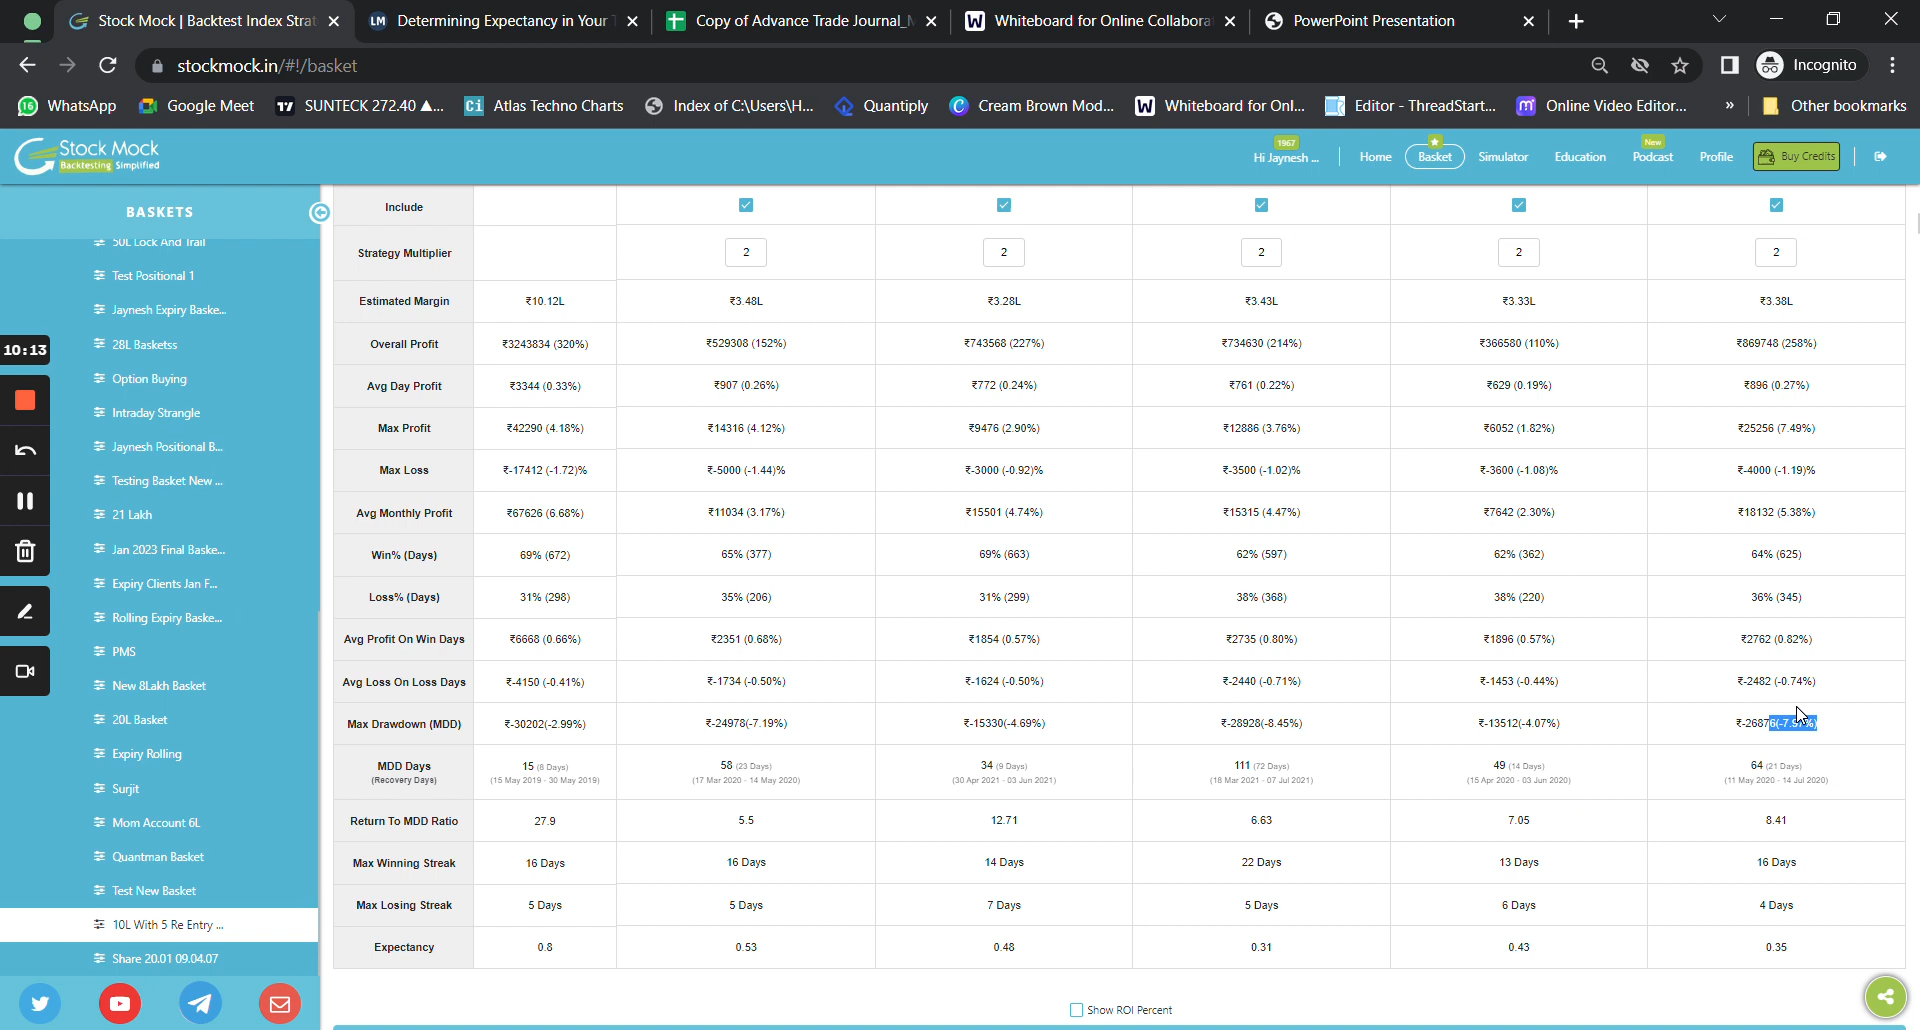 Stock Mock | Backtest Index Strat
Determining Expectancy in Your T
Copy of Advance Trade Journal_M
Whiteboard for Online Collabora
PowerPoint Presentation
stockmock.in/#!/basket
Incognito
WhatsApp
Google Meet
SUNTECK 272.40 ▲...
Atlas Techno Charts
Index of C:\Users\H...
Quantiply
Cream Brown Mod...
Whiteboard for Onl...
Editor - ThreadStart...
Online Video Editor...
»
Other bookmarks
Stock Mock
Backtesting Simplified
1967
Hi Jaynesh ...
Home
Basket
Simulator
Education
New
Podcast
Profile
Buy Credits
BASKETS
50L Lock And Trail
Test Positional 1
Jaynesh Expiry Baske...
28L Basketss
Option Buying
Intraday Strangle
Jaynesh Positional B...
Testing Basket New ...
21 Lakh
Jan 2023 Final Baske...
Expiry Clients Jan F...
Rolling Expiry Baske...
PMS
New 8Lakh Basket
20L Basket
Expiry Rolling
Surjit
Mom Account 6L
Quantman Basket
Test New Basket
10L With 5 Re Entry ...
Share 20.01 09.04.07
10:13
Include
Strategy Multiplier 2 2 2 2 2
Estimated Margin ₹10.12L ₹3.48L ₹3.28L ₹3.43L ₹3.33L ₹3.38L
Overall Profit ₹3243834 (320%) ₹529308 (152%) ₹743568 (227%) ₹734630 (214%) ₹366580 (110%) ₹869748 (258%)
Avg Day Profit ₹3344 (0.33%) ₹907 (0.26%) ₹772 (0.24%) ₹761 (0.22%) ₹629 (0.19%) ₹896 (0.27%)
Max Profit ₹42290 (4.18%) ₹14316 (4.12%) ₹9476 (2.90%) ₹12886 (3.76%) ₹6052 (1.82%) ₹25256 (7.49%)
Max Loss ₹-17412 (-1.72)% ₹-5000 (-1.44)% ₹-3000 (-0.92)% ₹-3500 (-1.02)% ₹-3600 (-1.08)% ₹-4000 (-1.19)%
Avg Monthly Profit ₹67626 (6.68%) ₹11034 (3.17%) ₹15501 (4.74%) ₹15315 (4.47%) ₹7642 (2.30%) ₹18132 (5.38%)
Win% (Days) 69% (672) 65% (377) 69% (663) 62% (597) 62% (362) 64% (625)
Loss% (Days) 31% (298) 35% (206) 31% (299) 38% (368) 38% (220) 36% (345)
Avg Profit On Win Days ₹6668 (0.66%) ₹2351 (0.68%) ₹1854 (0.57%) ₹2735 (0.80%) ₹1896 (0.57%) ₹2762 (0.82%)
Avg Loss On Loss Days ₹-4150 (-0.41%) ₹-1734 (-0.50%) ₹-1624 (-0.50%) ₹-2440 (-0.71%) ₹-1453 (-0.44%) ₹-2482 (-0.74%)
Max Drawdown (MDD) ₹-30202(-2.99%) ₹-24978(-7.19%) ₹-15330(-4.69%) ₹-28928(-8.45%) ₹-13512(-4.07%)
MDD Days 15 (8 Days) 58 (23 Days) 34 (9 Days) 111 (72 Days) 49 (14 Days) 64 (21 Days)
(Recovery Days) (15 May 2019 - 30 May 2019) (17 Mar 2020 - 14 May 2020) (30 Apr 2021 - 03 Jun 2021) (18 Mar 2021 - 07 Jul 2021) (15 Apr 2020 - 03 Jun 2020) (11 May 2020 - 14 Jul 2020)
Return To MDD Ratio 27.9 5.5 12.71 6.63 7.05 8.41
Max Winning Streak 16 Days 16 Days 14 Days 22 Days 13 Days 16 Days
Max Losing Streak 5 Days 5 Days 7 Days 5 Days 6 Days 4 Days
Expectancy 0.8 0.53 0.48 0.31 0.43 0.35
Show ROI Percent